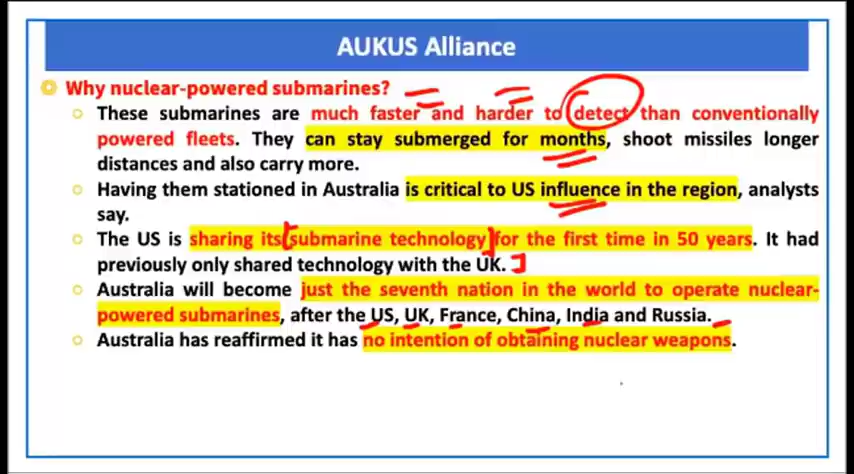 AUKUS Alliance
Why nuclear-powered submarines?
These submarines are much faster and harder to detect than conventionally
powered fleets. They can stay submerged for months, shoot missiles longer
distances and also carry more.
Having them stationed in Australia is critical to US influence in the region, analysts
say.
The US is sharing its submarine technology for the first time in 50 years. It had
previously only shared technology with the UK.
Australia will become just the seventh nation in the world to operate nuclear-
powered submarines, after the US, UK, France, China, India and Russia.
Australia has reaffirmed it has no intention of obtaining nuclear weapons.